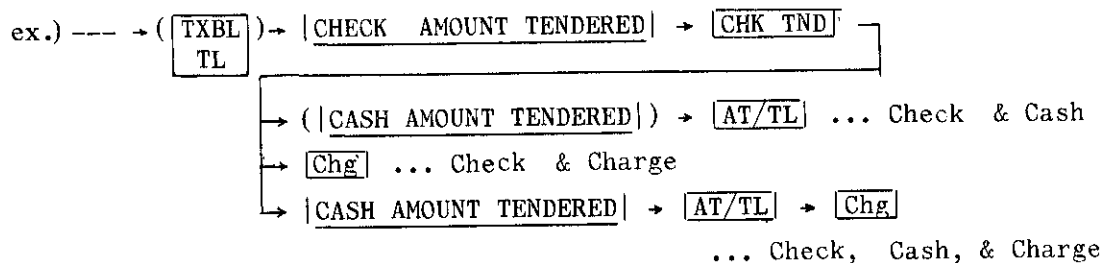 ex.) --- → ( TXBL ) → |CHECK AMOUNT TENDERED| → CHK TND
TL
→ (|CASH AMOUNT TENDERED|) → AT/TL ... Check & Cash
→ Chg ... Check & Charge
→ |CASH AMOUNT TENDERED| → AT/TL → Chg
... Check, Cash, & Charge